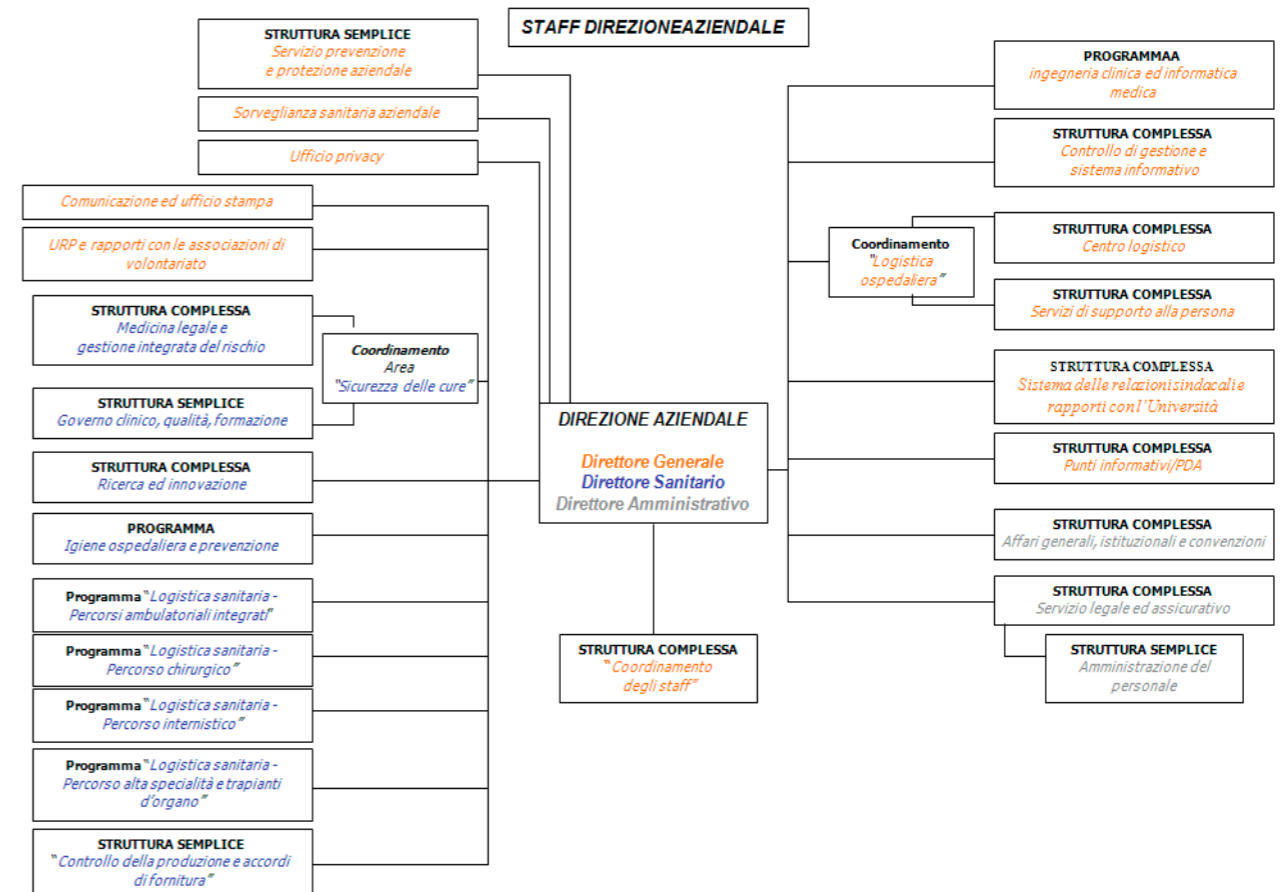 STAFF DIREZIONEAZIENDALE
STRUTTURA SEMPLICE
Servizio prevenzione
e protezione aziendale
Sorveglianza sanitaria aziendale
Ufficio privacy
Comunicazione ed ufficio stampa
URP e rapporti con le associazioni di
volontariato
STRUTTURA COMPLESSA
Medicina legale e
gestione integrata del rischio
Coordinamento
Area
"Sicurezza delle cure"
STRUTTURA SEMPLICE
Governo clinico, qualità, formazione
STRUTTURA COMPLESSA
Ricerca ed innovazione
PROGRAMMA
Igiene ospedaliera e prevenzione
Programma "Logistica sanitaria -
Percorsi ambulatoriali integrati"
Programma "Logistica sanitaria -
Percorso chirurgico"
Programma "Logistica sanitaria -
Percorso internistico"
Programma "Logistica sanitaria -
Percorso alta specialità e trapianti
d'organo"
STRUTTURA SEMPLICE
"Controllo della produzione e accordi
di fornitura"
DIREZIONE AZIENDALE
Direttore Generale
Direttore Sanitario
Direttore Amministrativo
STRUTTURA COMPLESSA
"Coordinamento
degli staff"
PROGRAMMAA
ingegneria clinica ed informatica
medica
STRUTTURA COMPLESSA
Controllo di gestione e
sistema informativo
Coordinamento
"Logistica
ospedaliera"
STRUTTURA COMPLESSA
Centro logistico
STRUTTURA COMPLESSA
Servizi di supporto alla persona
STRUTTURA COMPLESSA
Sistema delle relazioni sindacali e
rapporti con l'Università
STRUTTURA COMPLESSA
Punti informativi/PDA
STRUTTURA COMPLESSA
Affari generali, istituzionali e convenzioni
STRUTTURA COMPLESSA
Servizio legale ed assicurativo
STRUTTURA SEMPLICE
Amministrazione del
personale